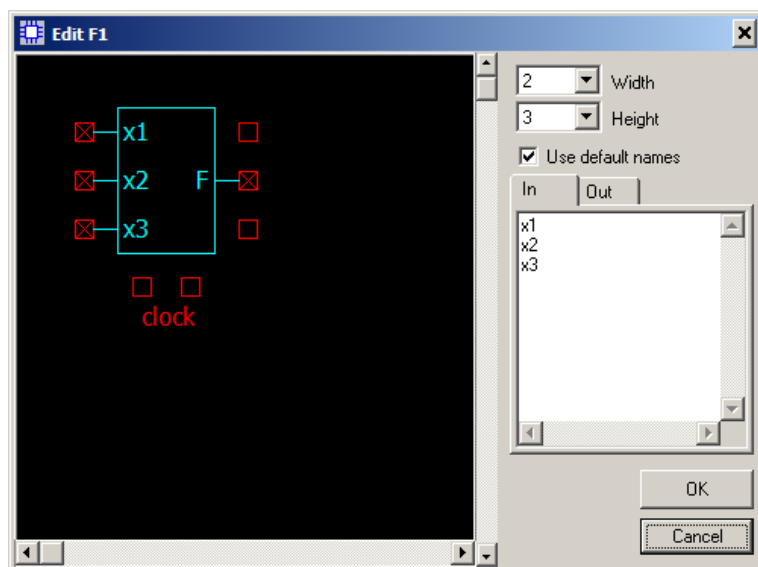 Edit F1
x1
x2 F
x3
clock
2 Width
3 Height
Use default names
In Out
x1
x2
x3
OK
Cancel